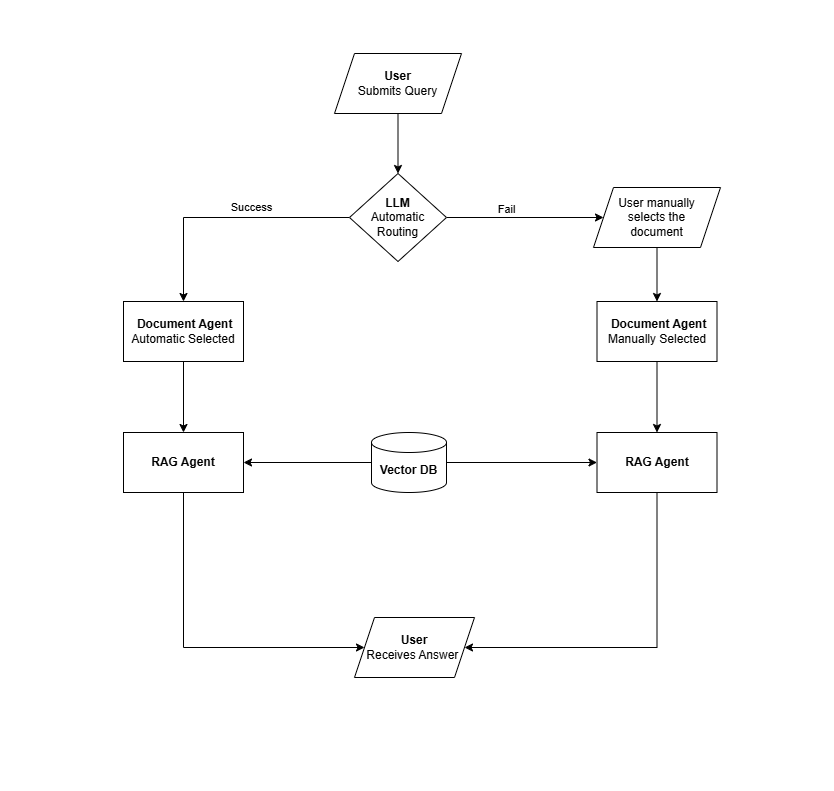 User
Submits Query
LLM
Automatic
Routing
Success
Fail
User manually
selects the
document
Document Agent
Automatic Selected
Document Agent
Manually Selected
RAG Agent
Vector DB
RAG Agent
User
Receives Answer